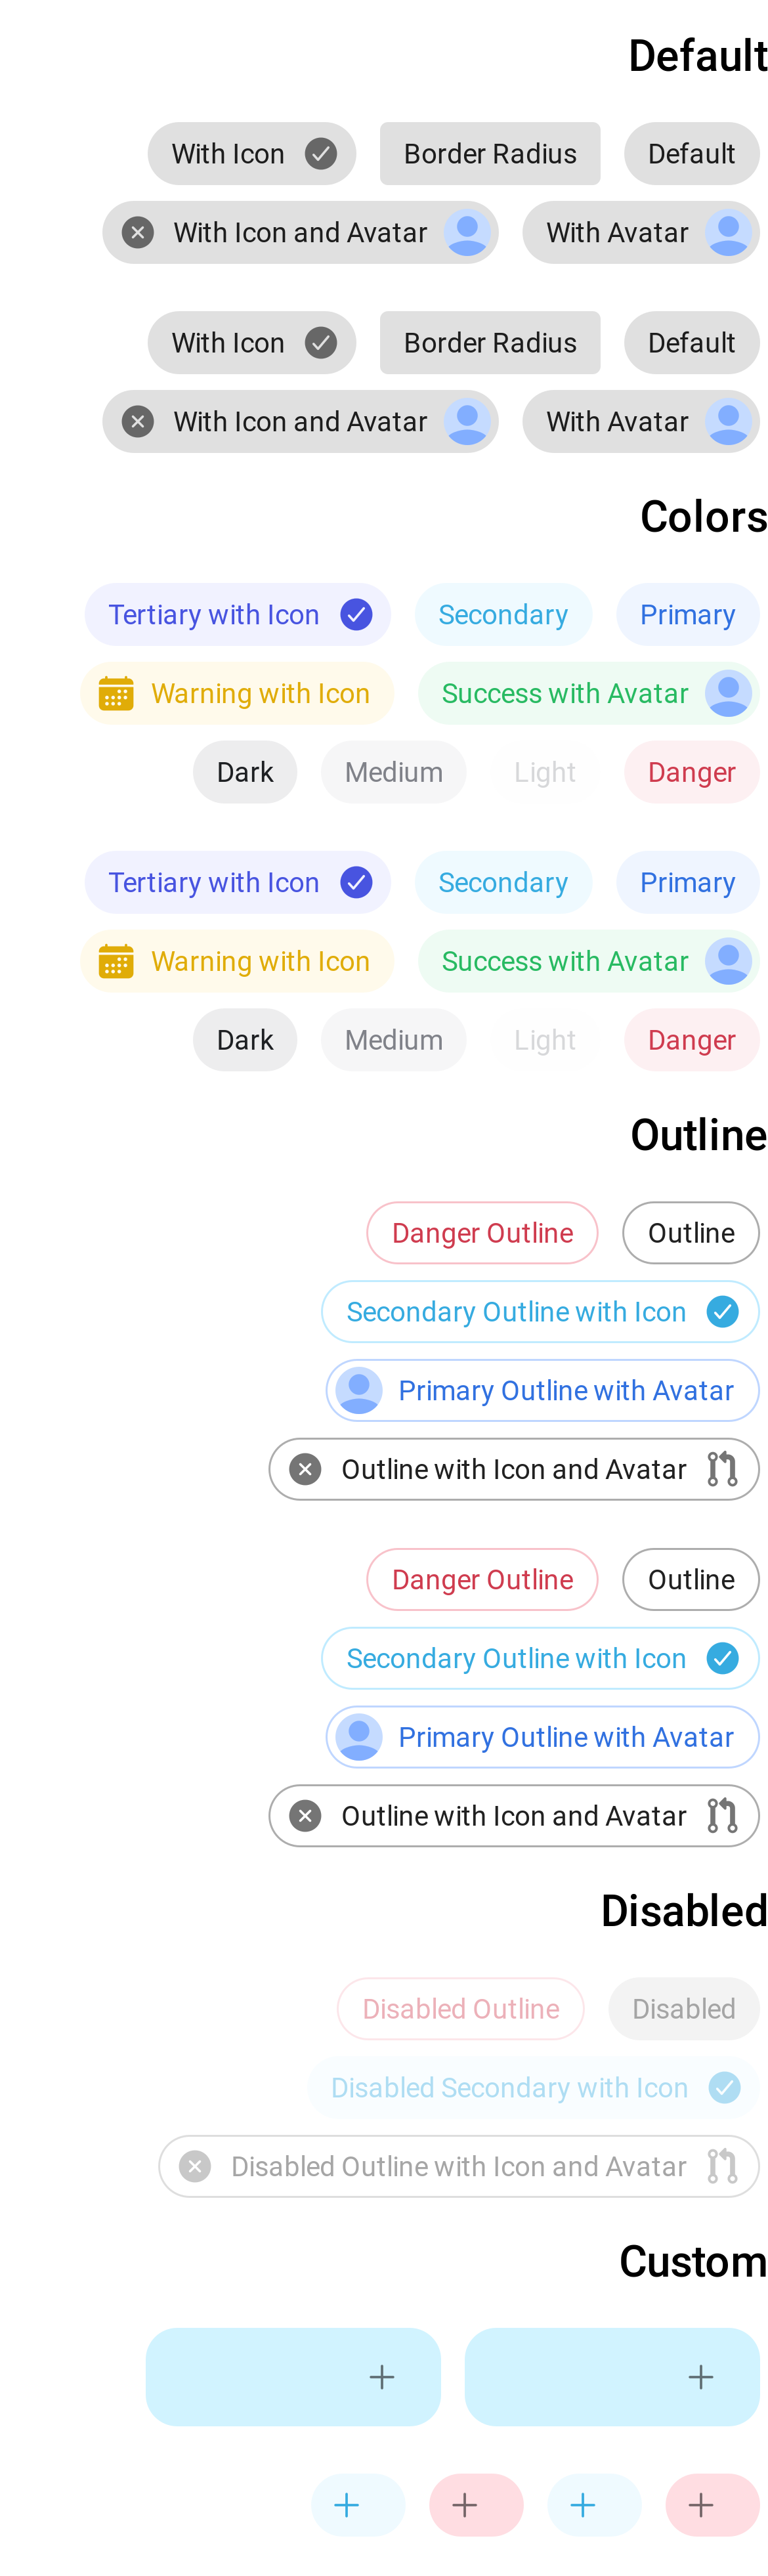 Default
With Icon Border Radius Default
With Icon and Avatar With Avatar
With Icon Border Radius Default
With Icon and Avatar With Avatar
Colors
Tertiary with Icon Secondary Primary
Warning with Icon Success with Avatar
Dark Medium Light Danger
Tertiary with Icon Secondary Primary
Warning with Icon Success with Avatar
Dark Medium Light Danger
Outline
Danger Outline Outline
Secondary Outline with Icon
Primary Outline with Avatar
Outline with Icon and Avatar
Danger Outline Outline
Secondary Outline with Icon
Primary Outline with Avatar
Outline with Icon and Avatar
Disabled
Disabled Outline Disabled
Disabled Secondary with Icon
Disabled Outline with Icon and Avatar
Custom